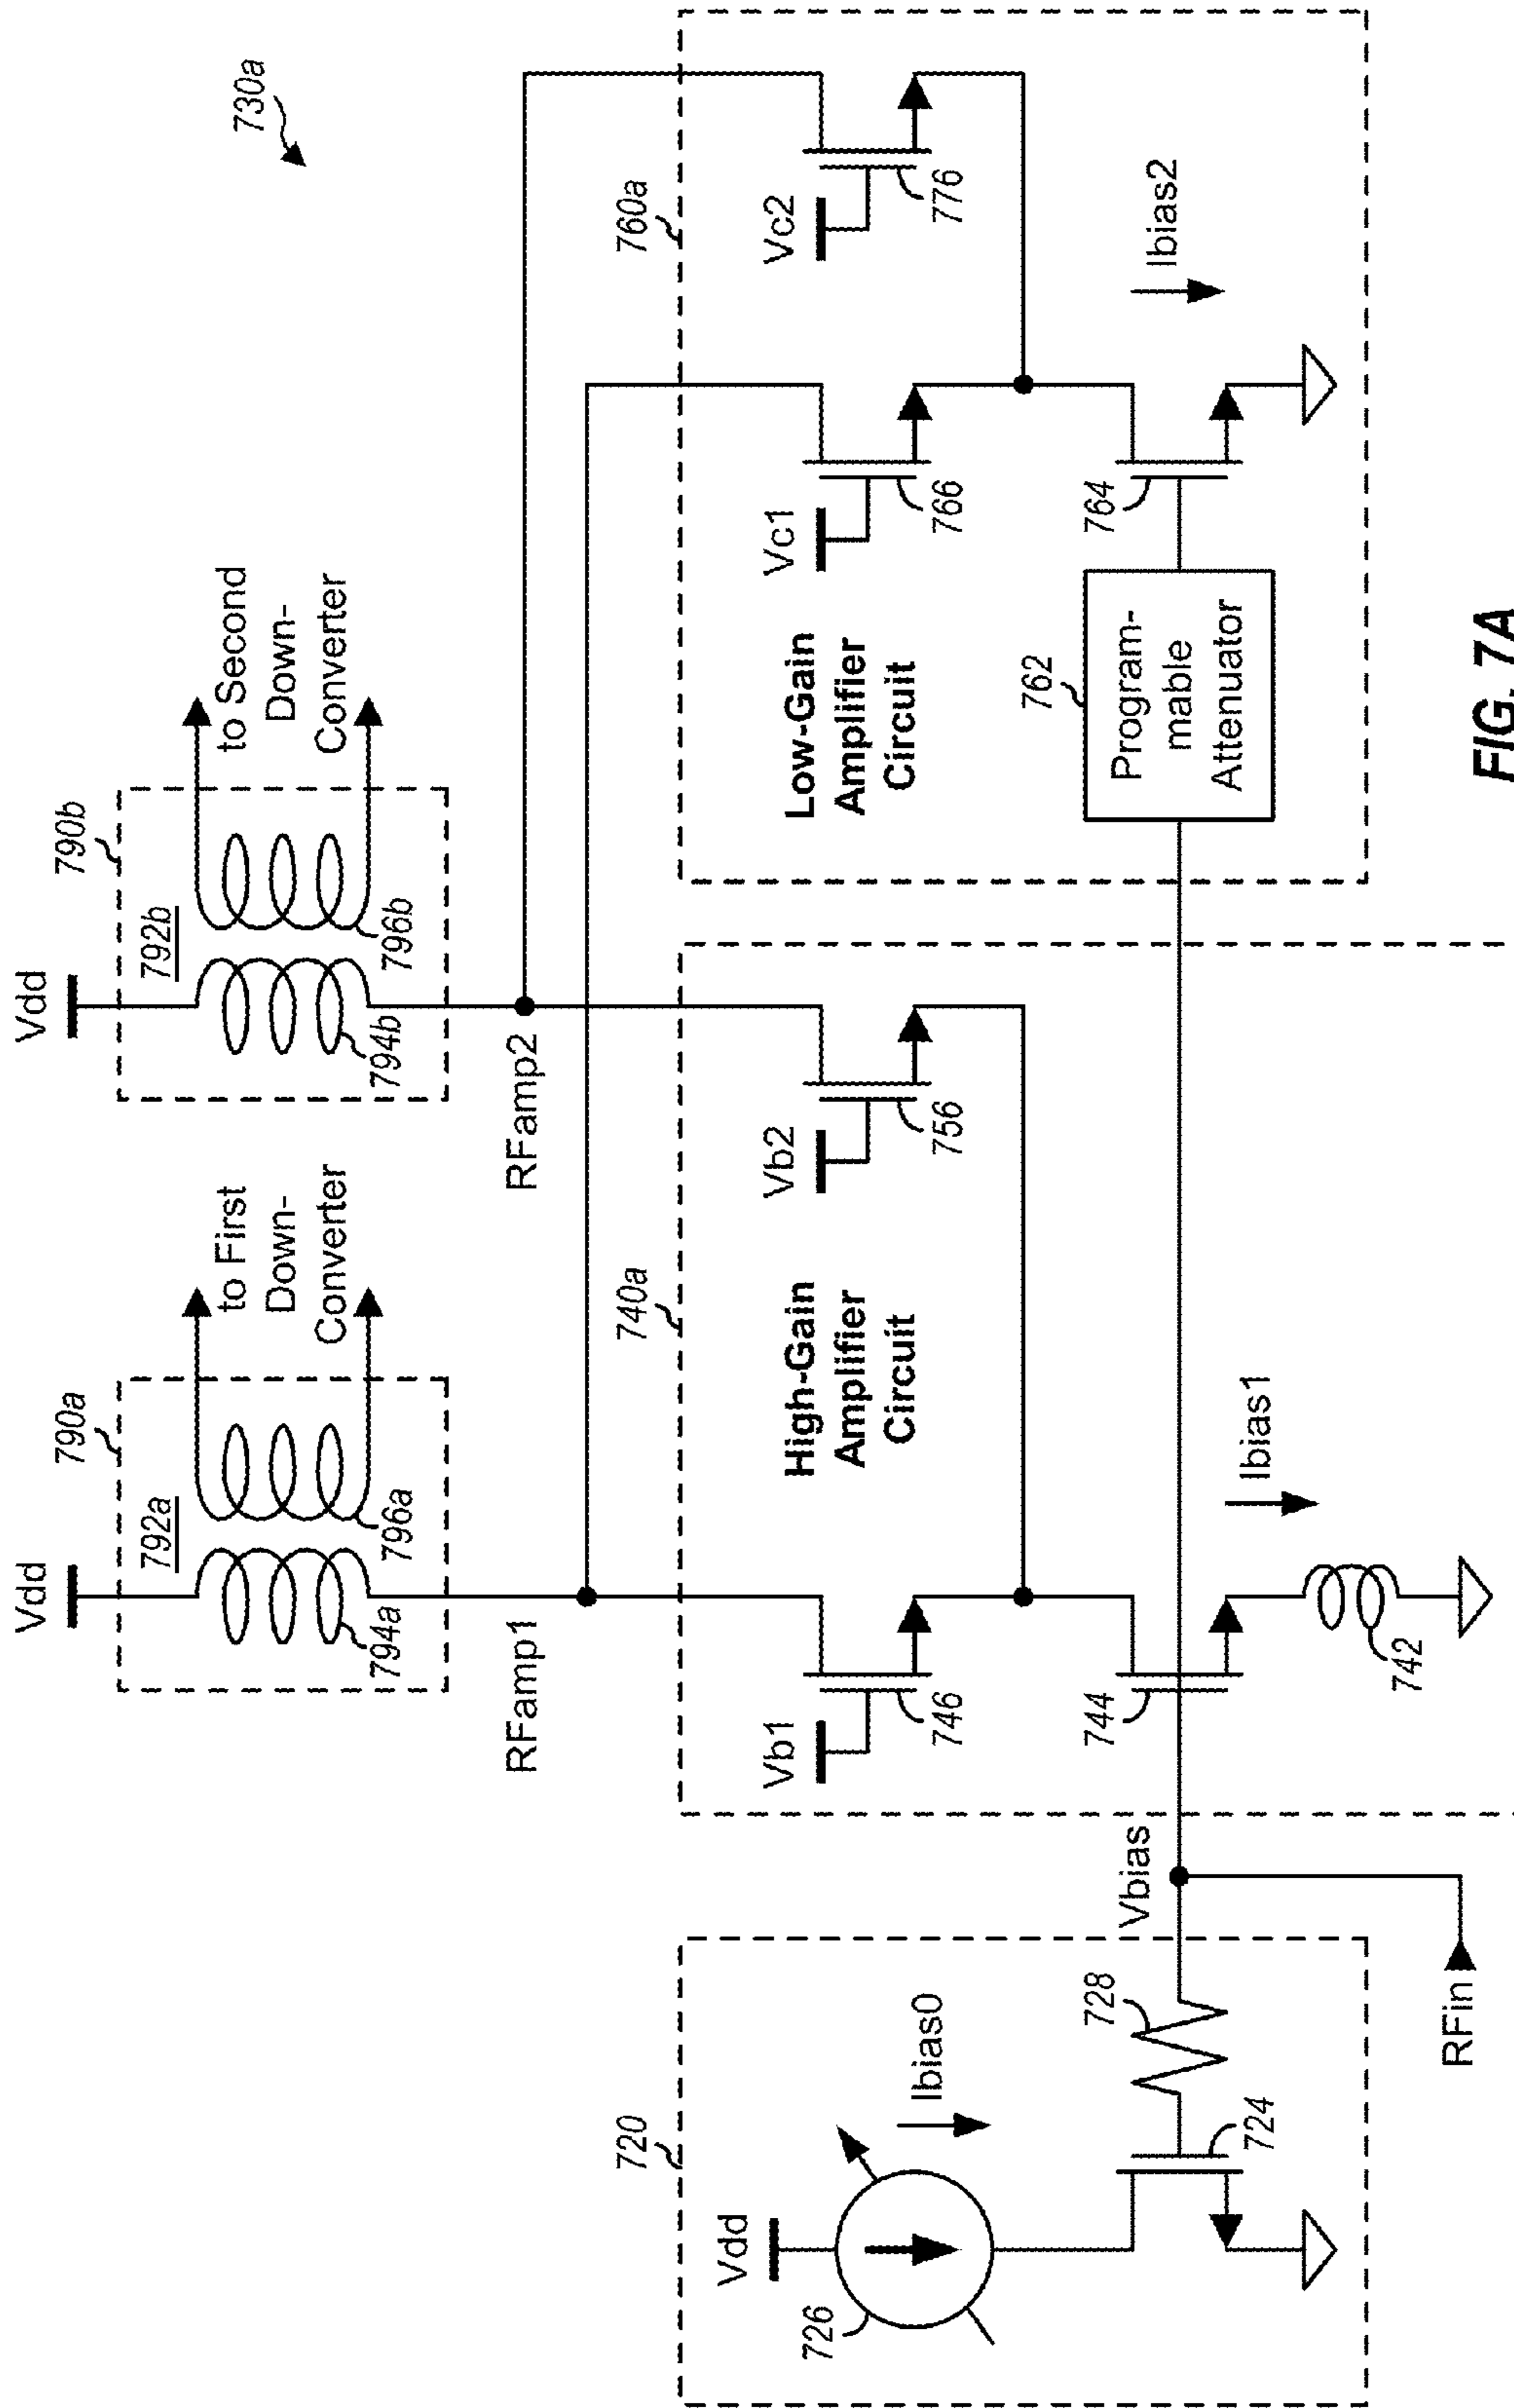 730a
Vdd
790a
792a
794a
796a
to First
Down-
Converter
Vdd
790b
792b
794b
796b
to Second
Down-
Converter
RFamp1
RFamp2
740a
760a
720
Vdd
726
Ibias0
724
728
Vbias
RFin
Vb1
746
High-Gain
Amplifier
Circuit
Vb2
756
744
742
Ibias1
Low-Gain
Amplifier
Circuit
Vc1
766
Vc2
776
762
Program-
mable
Attenuator
764
Ibias2
FIG. 7A